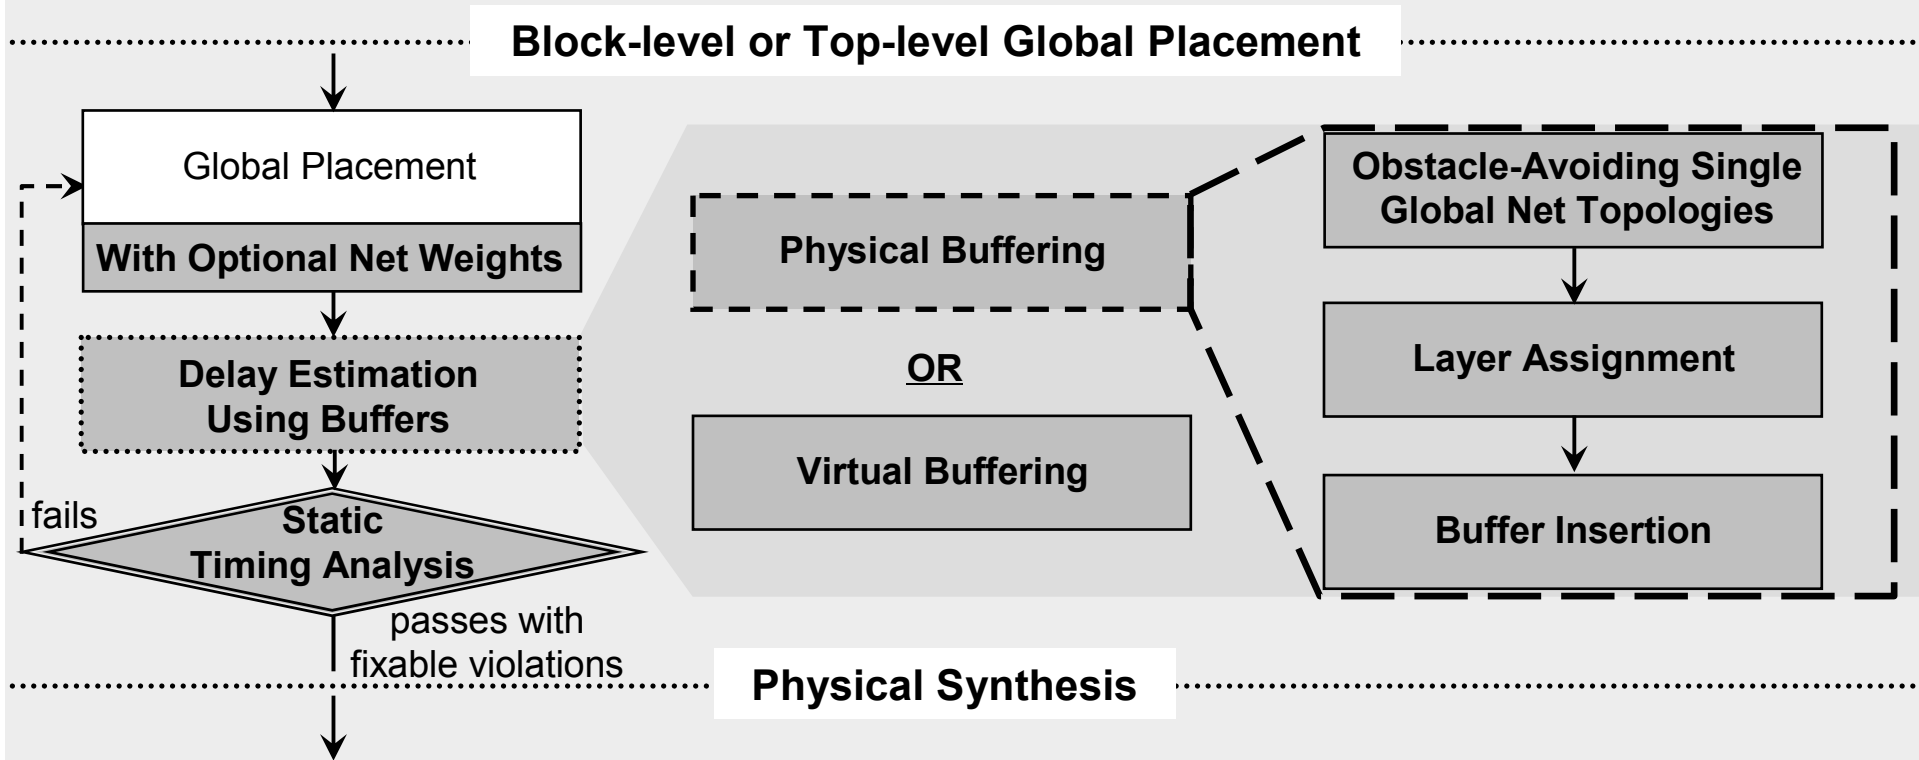 Block-level or Top-level Global Placement
Global Placement
With Optional Net Weights
Delay Estimation
Using Buffers
fails
Static
Timing Analysis
passes with
fixable violations
Physical Buffering
OR
Virtual Buffering
Obstacle-Avoiding Single
Global Net Topologies
Layer Assignment
Buffer Insertion
Physical Synthesis